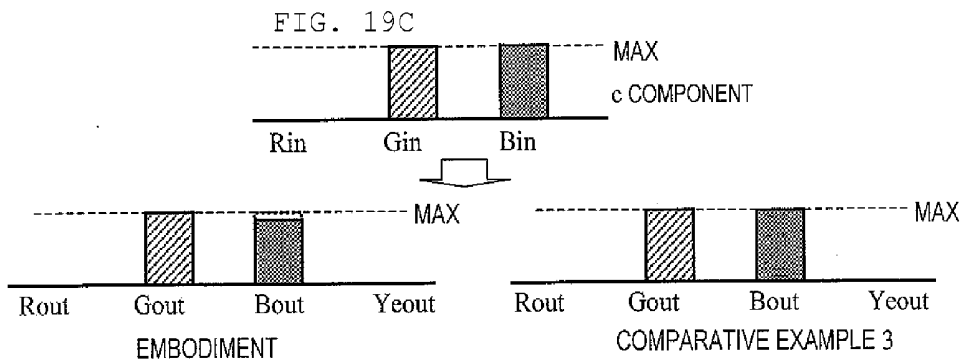 FIG. 19C
MAX
c COMPONENT
Rin Gin Bin
MAX
Rout Gout Bout Yeout
EMBODIMENT
MAX
Rout Gout Bout Yeout
COMPARATIVE EXAMPLE 3